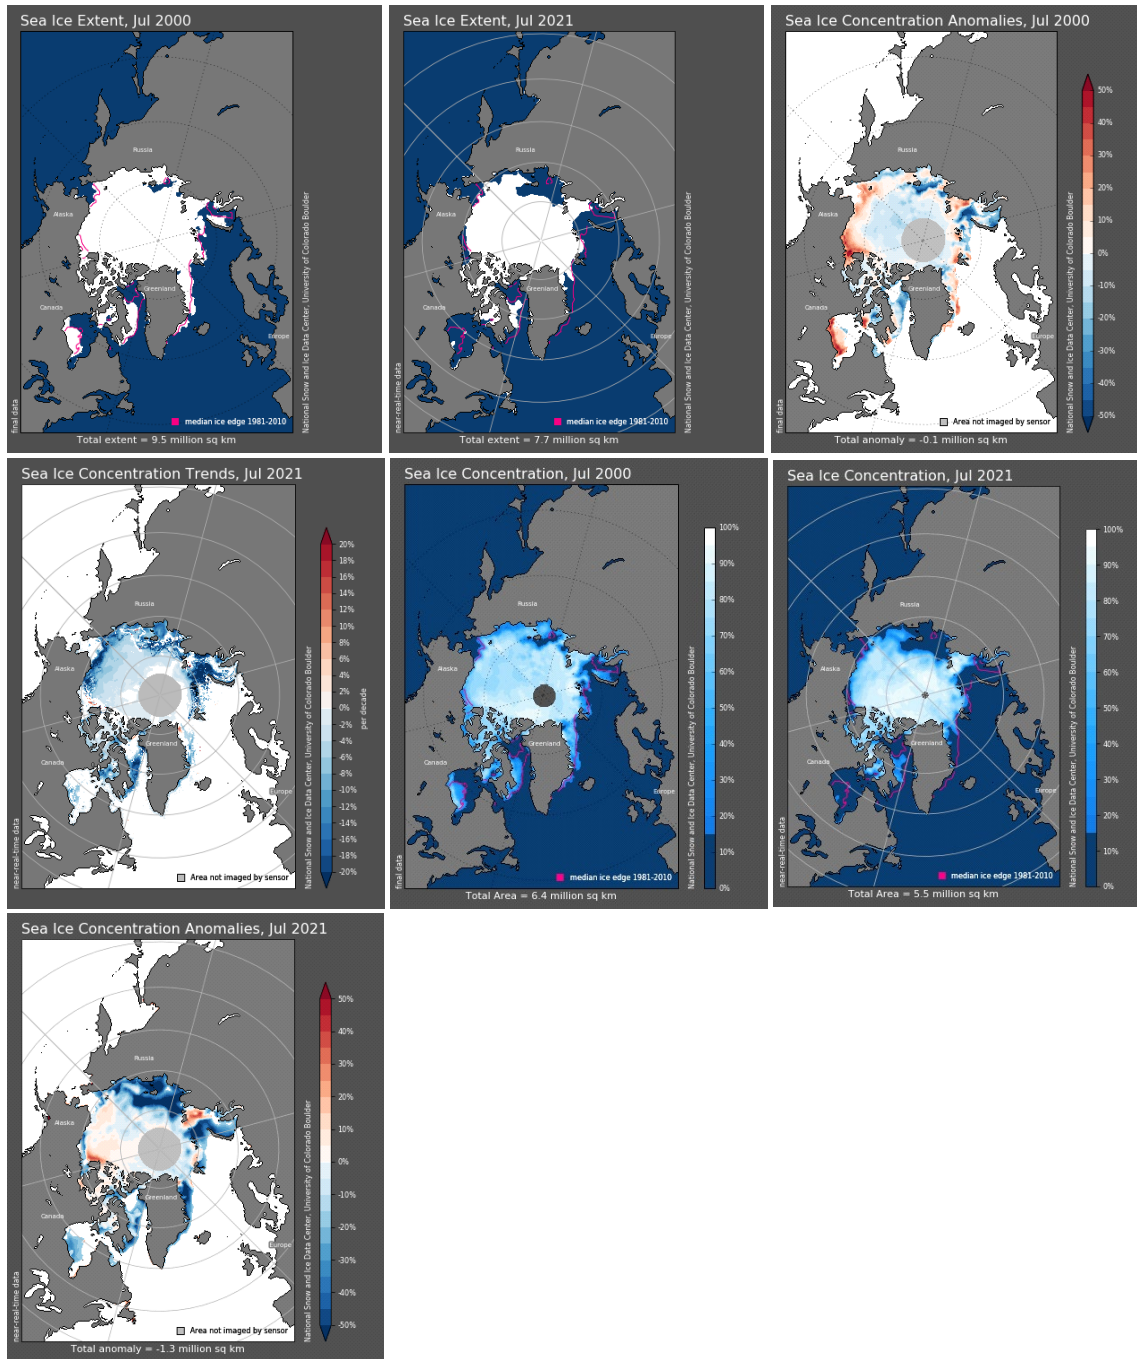 Sea Ice Extent, Jul 2000
Russia
Alaska
Canada
Greenland
Europe
final data
National Snow and Ice Data Center, University of Colorado Boulder
median ice edge 1981-2010
Total extent = 9.5 million sq km
Sea Ice Extent, Jul 2021
Russia
Alaska
Canada
Greenland
Europe
near-real-time data
National Snow and Ice Data Center, University of Colorado Boulder
median ice edge 1981-2010
Total extent = 7.7 million sq km
Sea Ice Concentration Anomalies, Jul 2000
Russia
Alaska
Canada
Greenland
Europe
50%
40%
30%
20%
10%
0%
-10%
-20%
-30%
-40%
-50%
final data
National Snow and Ice Data Center, University of Colorado Boulder
Area not imaged by sensor
Total anomaly = -0.1 million sq km
Sea Ice Concentration Trends, Jul 2021
Russia
Alaska
Canada
Greenland
Europe
20%
18%
16%
14%
12%
10%
8%
6%
4%
2%
0%
-2%
-4%
-6%
-8%
-10%
-12%
-14%
-16%
-18%
-20%
per decade
near-real-time data
National Snow and Ice Data Center, University of Colorado Boulder
Area not imaged by sensor
Sea Ice Concentration, Jul 2000
Russia
Alaska
Canada
Greenland
Europe
100%
90%
80%
70%
60%
50%
40%
30%
20%
10%
0%
final data
National Snow and Ice Data Center, University of Colorado Boulder
median ice edge 1981-2010
Total Area = 6.4 million sq km
Sea Ice Concentration, Jul 2021
Russia
Alaska
Canada
Greenland
Europe
100%
90%
80%
70%
60%
50%
40%
30%
20%
10%
0%
near-real-time data
National Snow and Ice Data Center, University of Colorado Boulder
median ice edge 1981-2010
Total Area = 5.5 million sq km
Sea Ice Concentration Anomalies, Jul 2021
Russia
Alaska
Canada
Greenland
Europe
50%
40%
30%
20%
10%
0%
-10%
-20%
-30%
-40%
-50%
near-real-time data
National Snow and Ice Data Center, University of Colorado Boulder
Area not imaged by sensor
Total anomaly = -1.3 million sq km